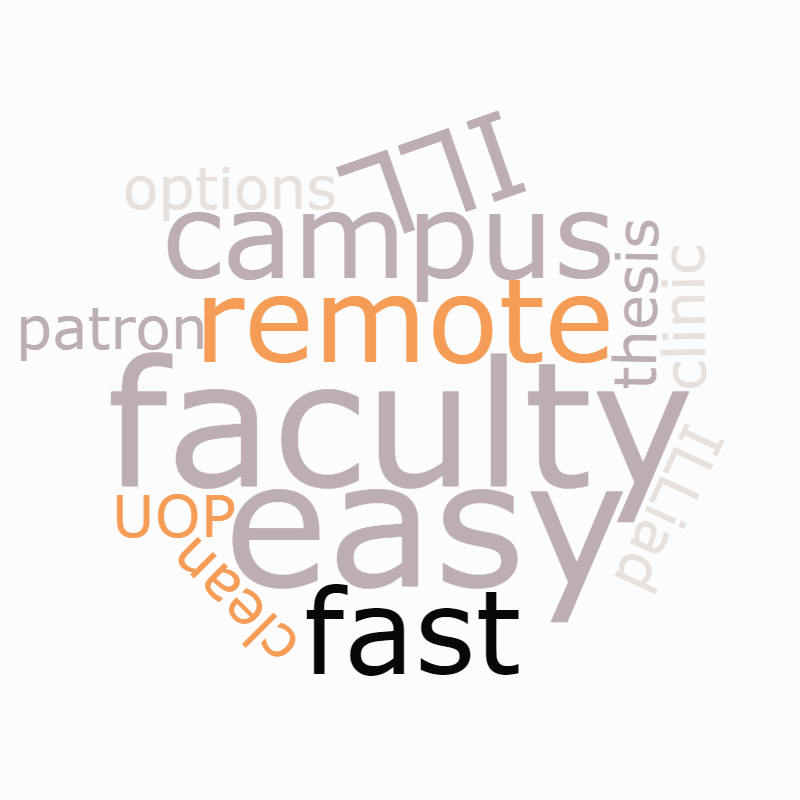 ILL
options
campus
thesis
clinic
remote
patron
faculty
ILLiad
easy
UOP
clean
fast